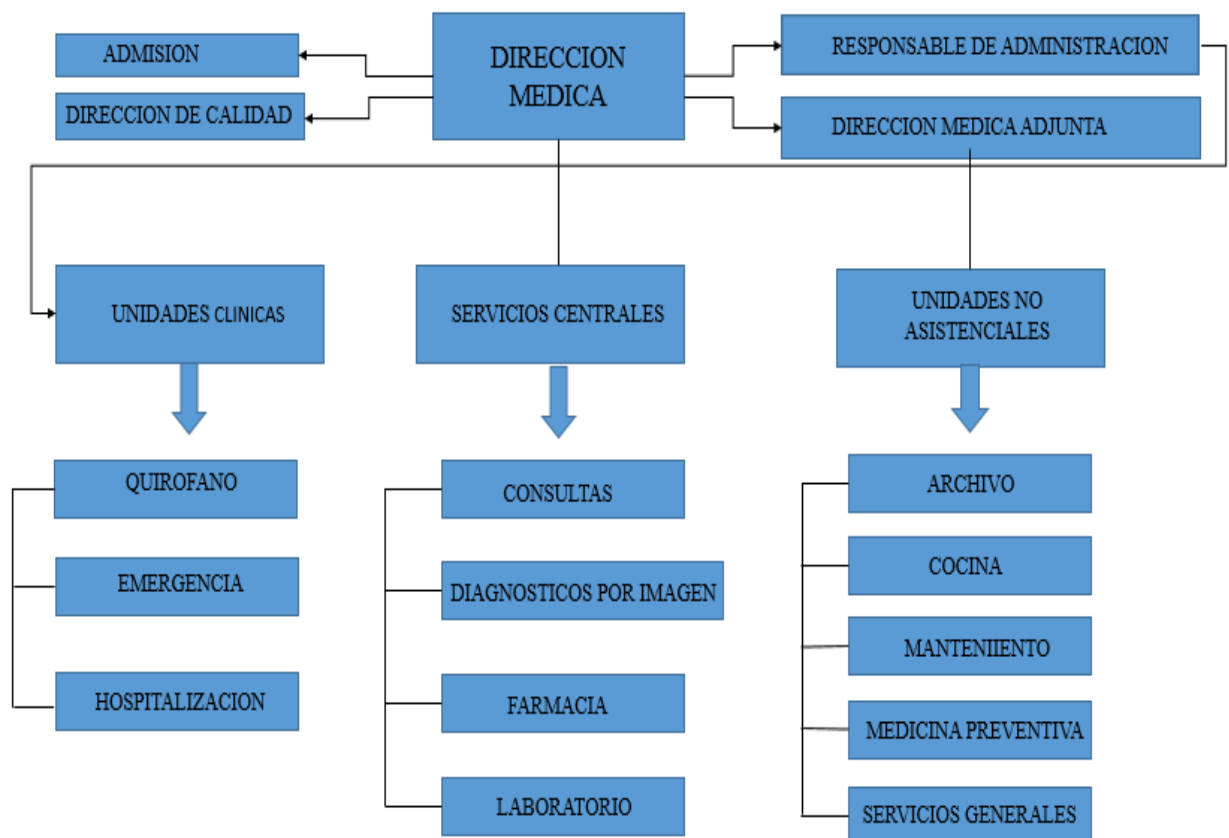 ADMISION
DIRECCION DE CALIDAD
DIRECCION
MEDICA
RESPONSABLE DE ADMINISTRACION
DIRECCION MEDICA ADJUNTA
UNIDADES CLINICAS
SERVICIOS CENTRALES
UNIDADES NO
ASISTENCIALES
QUIROFANO
EMERGENCIA
HOSPITALIZACION
CONSULTAS
DIAGNOSTICOS POR IMAGEN
FARMACIA
LABORATORIO
ARCHIVO
COCINA
MANTENIIENTO
MEDICINA PREVENTIVA
SERVICIOS GENERALES